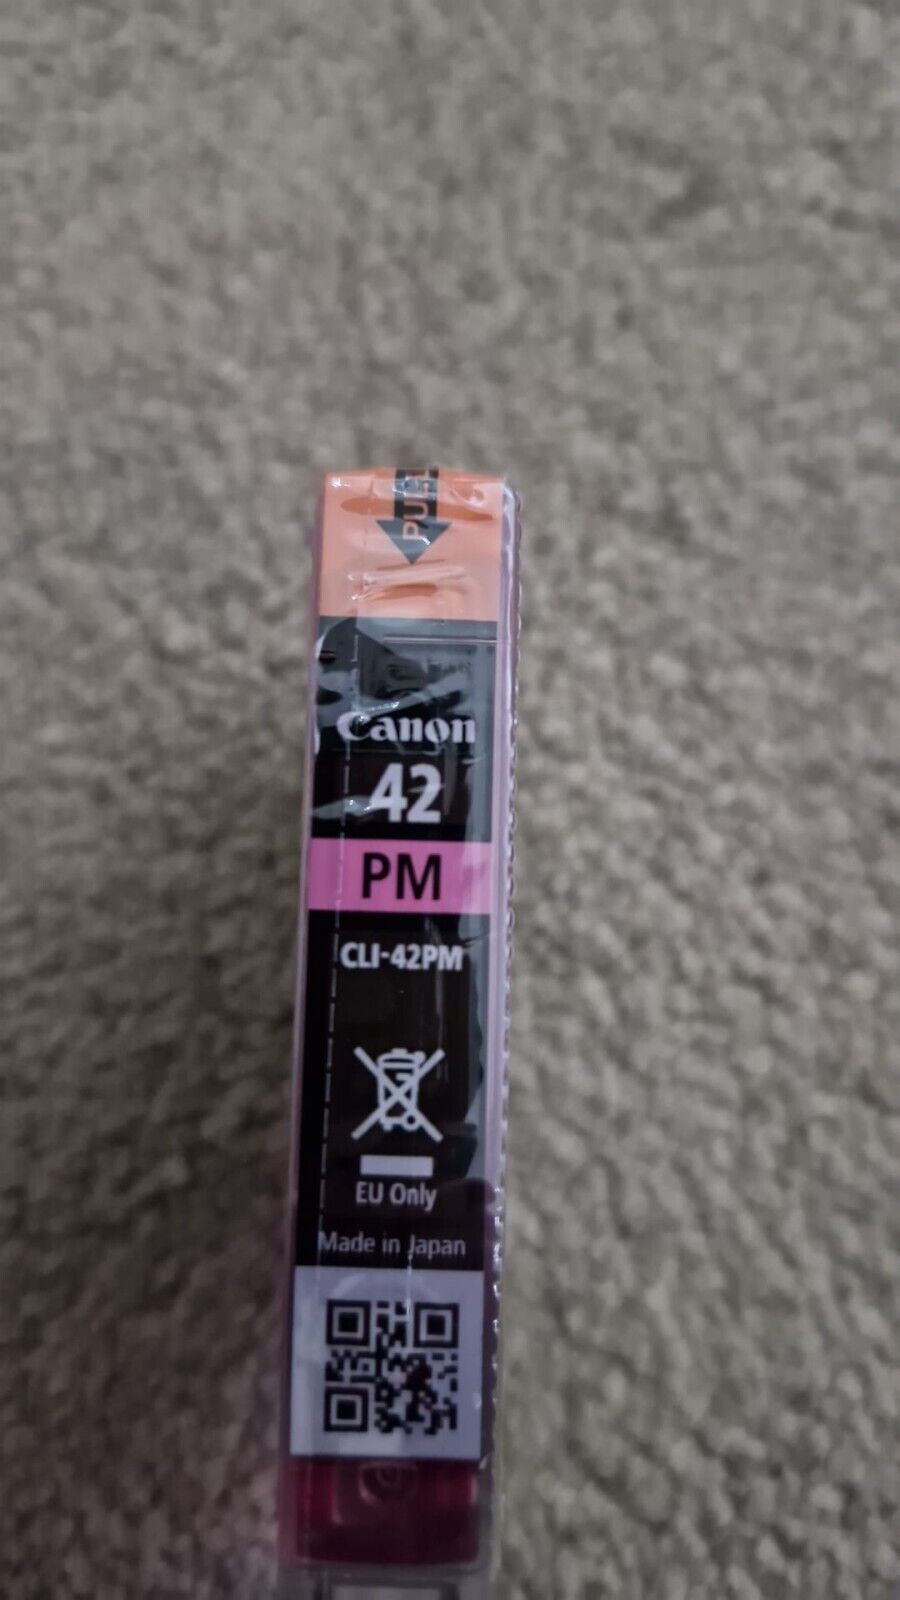 PULL
Canon
42
PM
CLI-42PM
EU Only
Made in Japan